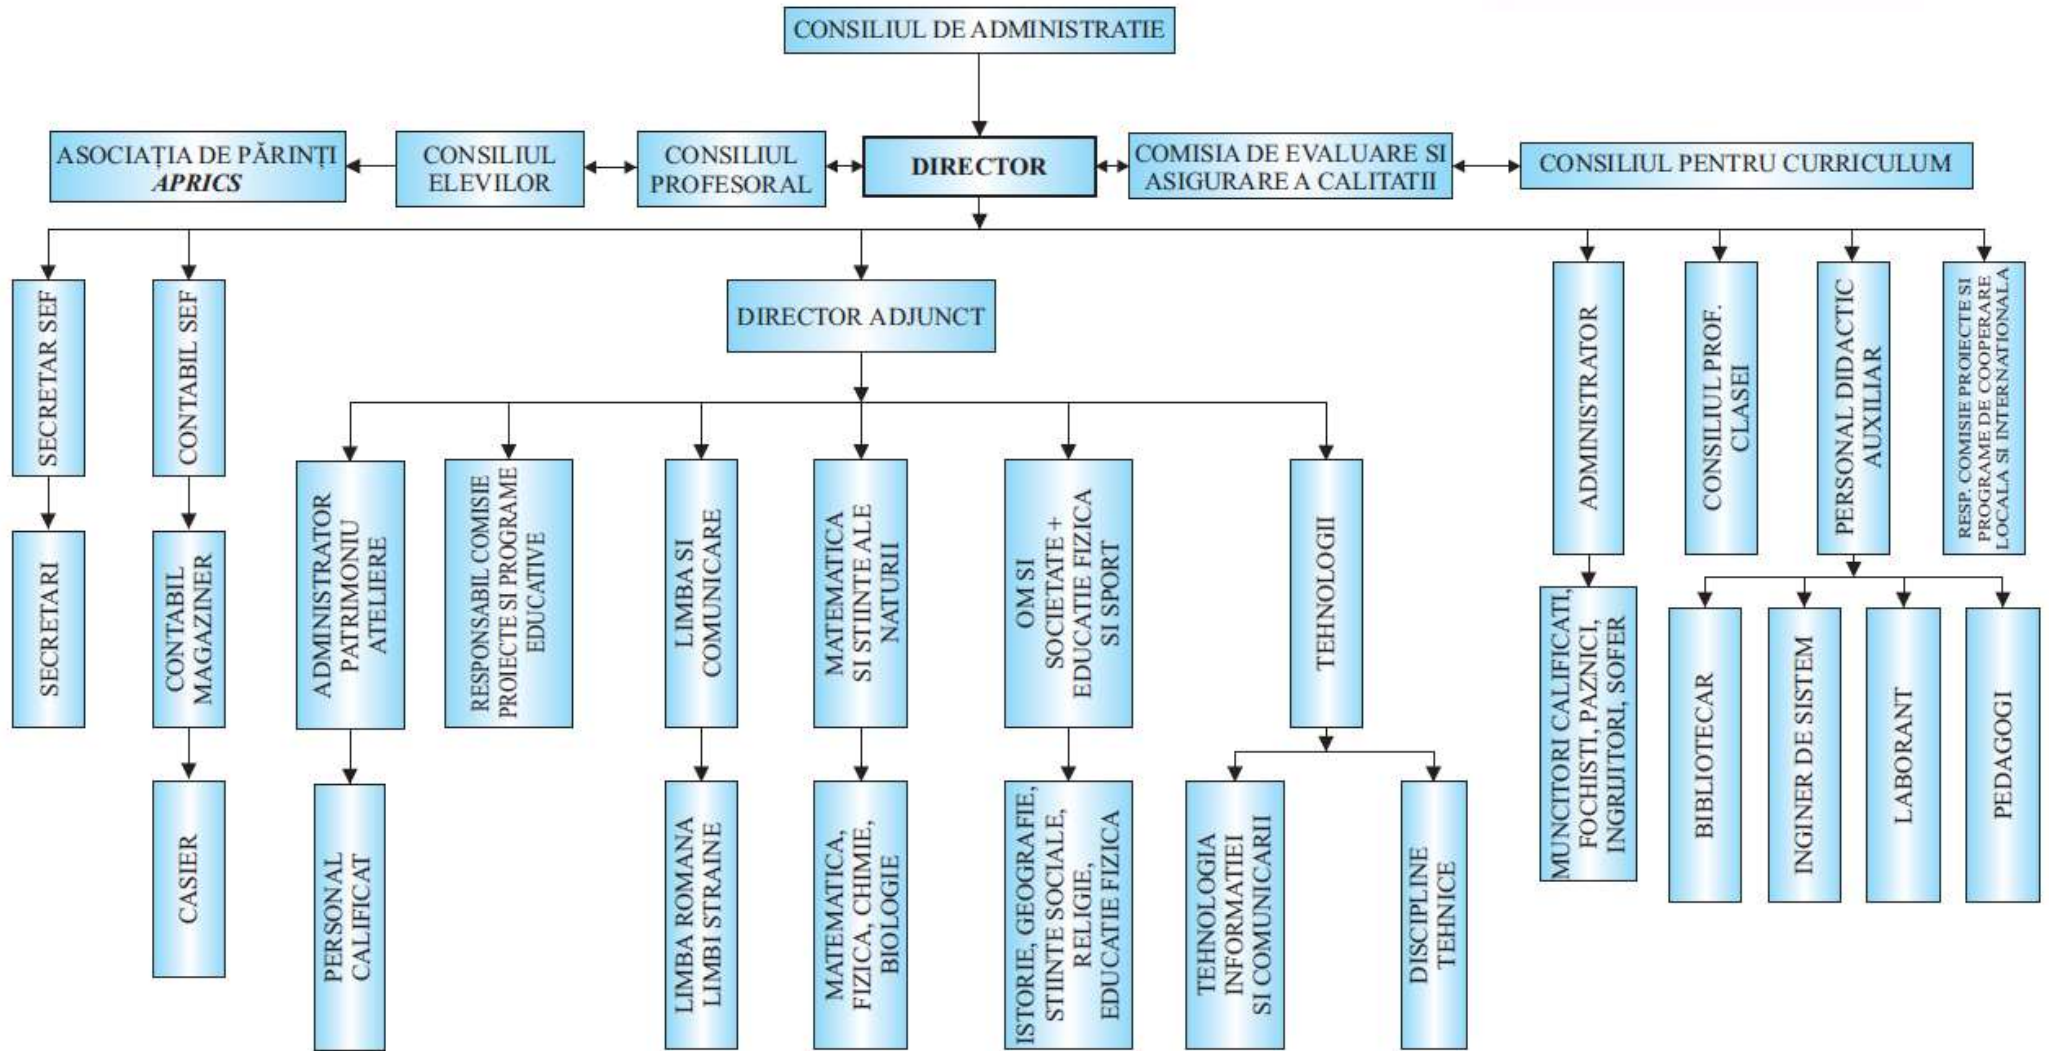 CONSILIUL DE ADMINISTRATIE
ASOCIAȚIA DE PĂRINȚI
APRICS
CONSILIUL
ELEVILOR
CONSILIUL
PROFESORAL
DIRECTOR
COMISIA DE EVALUARE SI
ASIGURARE A CALITATII
CONSILIUL PENTRU CURRICULUM
SECRETAR SEF
CONTABIL SEF
DIRECTOR ADJUNCT
ADMINISTRATOR
CONSILIUL PROF.
CLASEI
PERSONAL DIDACTIC
AUXILIAR
RESP. COMISIE PROIECTE SI
PROGRAME DE COOPERARE
LOCALA SI INTERNATIONALA
SECRETARI
CONTABIL
MAGAZINER
ADMINISTRATOR
PATRIMONIU
ATELIERE
RESPONSABIL COMISIE
PROIECTE SI PROGRAME
EDUCATIVE
LIMBA SI
COMUNICARE
MATEMATICA
SI STIINTE ALE
NATURII
OM SI
SOCIETATE +
EDUCATIE FIZICA
SI SPORT
TEHNOLOGII
MUNCITORI CALIFICATI,
FOCHISTI, PAZNICI,
INGRIJITORI, SOFER
BIBLIOTECAR
INGINER DE SISTEM
LABORANT
PEDAGOGI
CASIER
PERSONAL
CALIFICAT
LIMBA ROMANA
LIMBI STRAINE
MATEMATICA,
FIZICA, CHIMIE,
BIOLOGIE
ISTORIE, GEOGRAFIE,
STIINTE SOCIALE,
RELIGIE,
EDUCATIE FIZICA
TEHNOLOGIA
INFORMATIEI
SI COMUNICARII
DISCIPLINE
TEHNICE